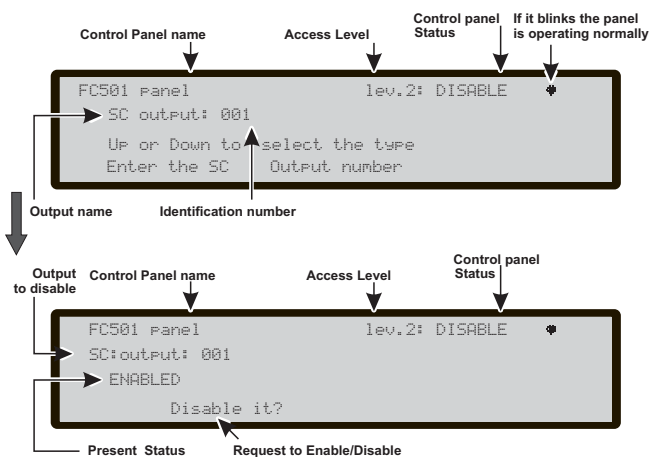 Control Panel name
Access Level
Control panel Status
If it blinks the panel is operating normally
FC501 panel lev.2: DISABLE
SC output: 001
Up or Down to select the type
Enter the SC Output number
Output name
Identification number
Output to disable
Control Panel name
Access Level
Control panel Status
FC501 panel lev.2: DISABLE
SC:output: 001
ENABLED
Disable it?
Present Status
Request to Enable/Disable